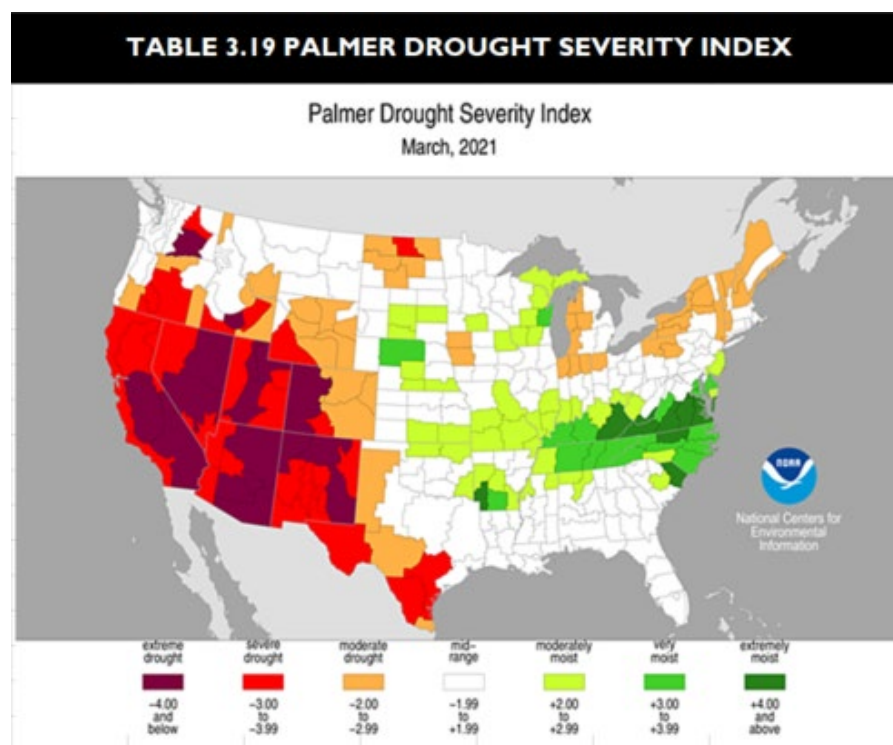 TABLE 3.19 PALMER DROUGHT SEVERITY INDEX
Palmer Drought Severity Index
March, 2021
NOAA
National Centers for
Environmental
Information
extreme
drought
severe
drought
moderate
drought
mid-
range
moderately
moist
very
moist
extremely
moist
−4.00
and
below
−3.00
to
−3.99
−2.00
to
−2.99
−1.99
to
+1.99
+2.00
to
+2.99
+3.00
to
+3.99
+4.00
and
above